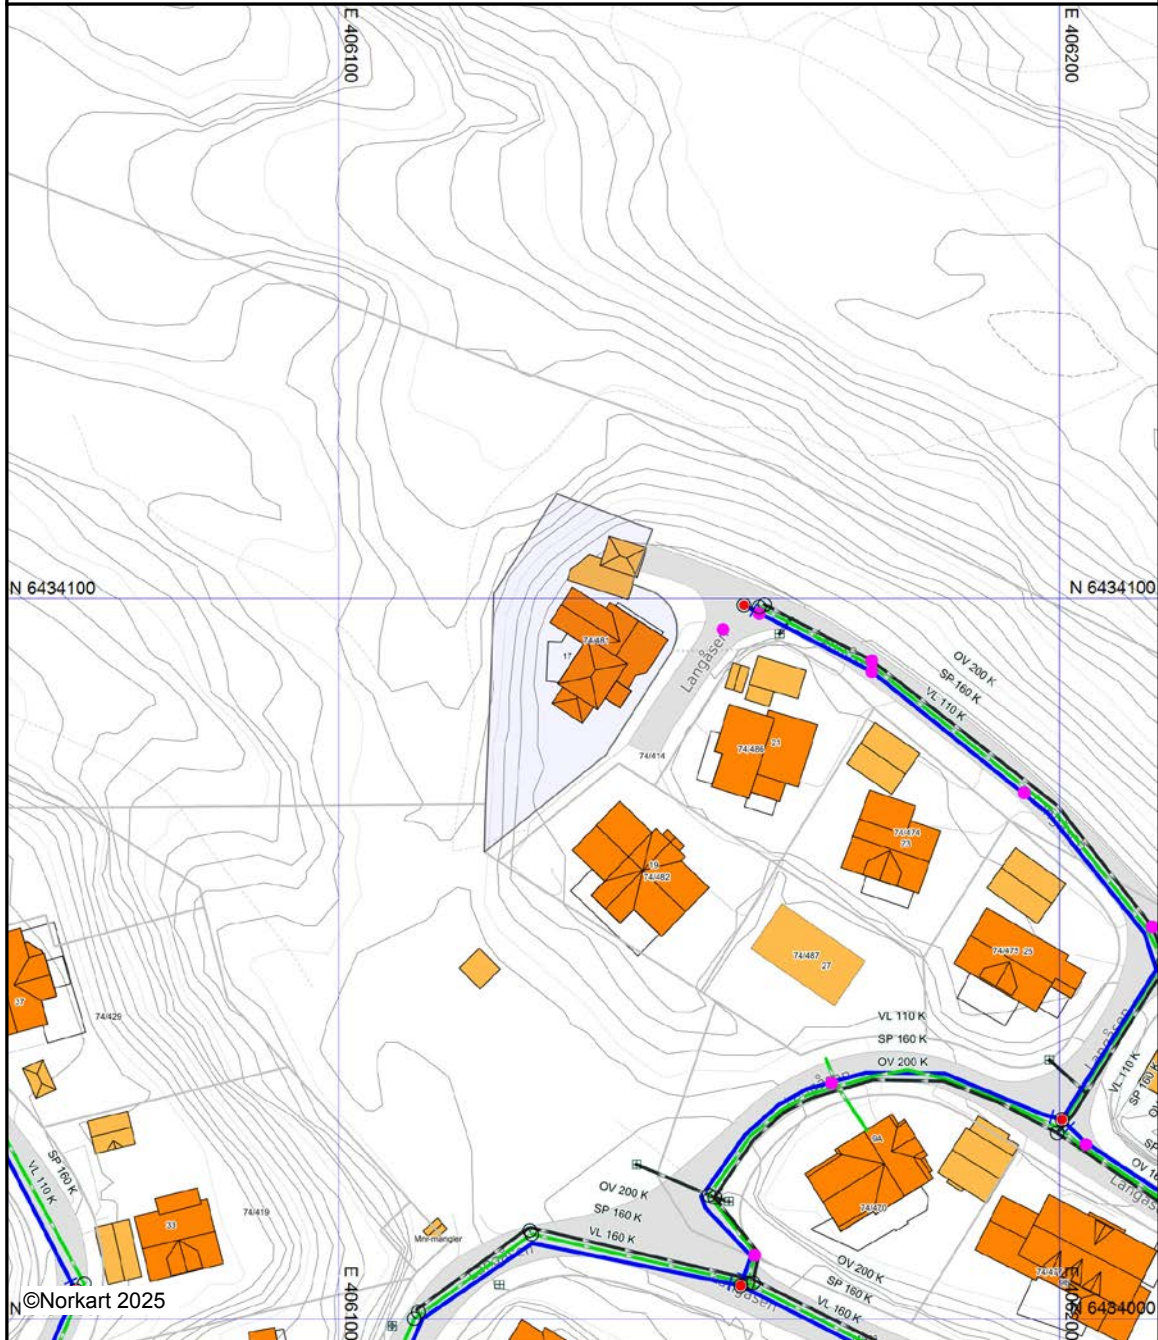 E 406100
E 406200
N 6434100
N 6434100
OV 200 K
SP 160 K
VL 110 K
74/481
17
Langåsen
74/486
21
74/414
74/474
23
19
74/482
74/487
27
74/475 25
37
74/429
VL 110 K
SP 160 K
OV 200 K
Langåsen
VL 110 K
SP 160 K
9A
74/470
SP 160 K
VL 110 K
33
74/419
Mnr-mangler
OV 200 K
SP 160 K
VL 160 K
OV 200 K
SP 160 K
VL 160 K
E 406100
N 6434000
©Norkart 2025